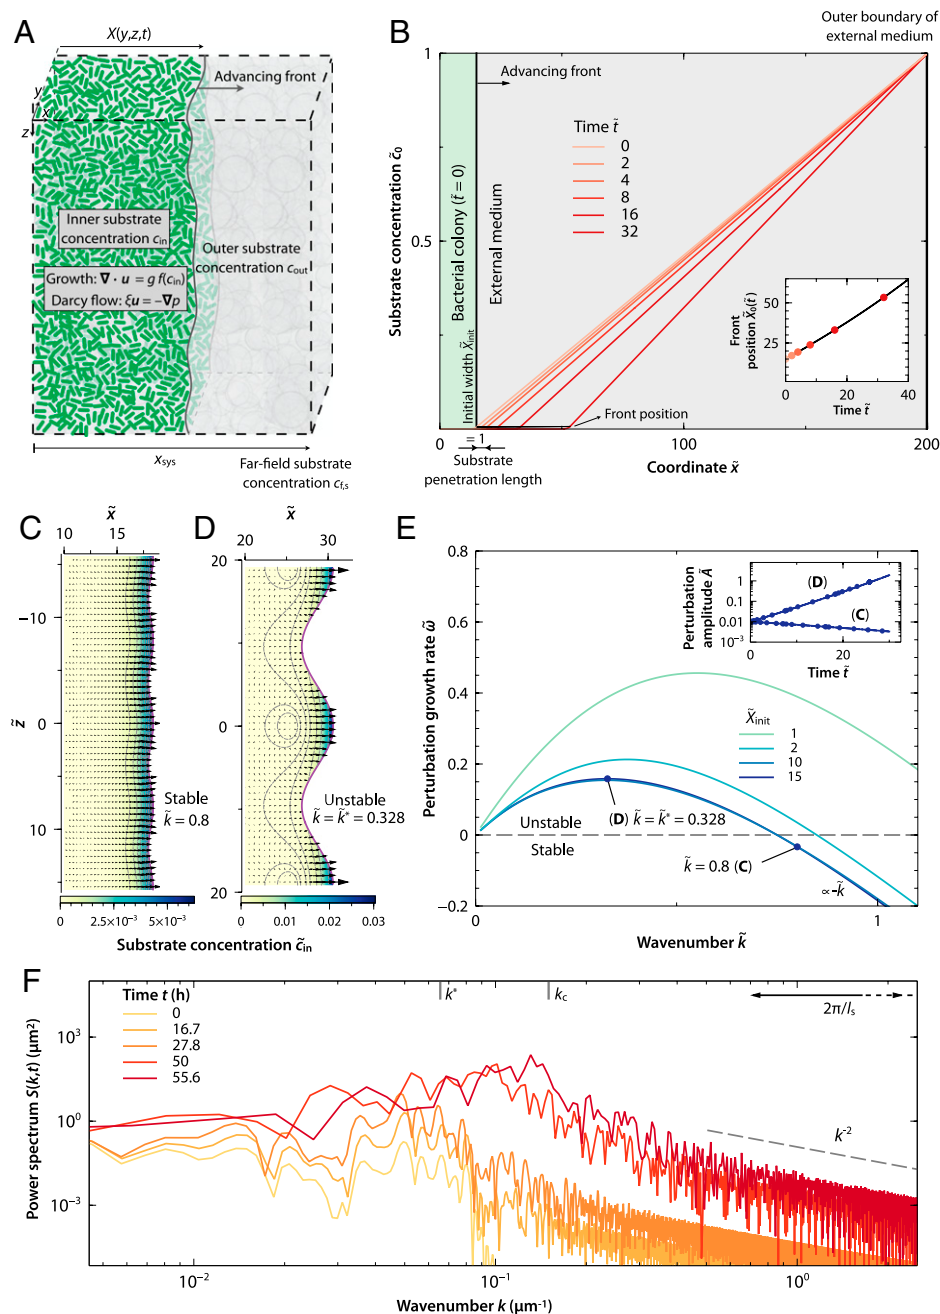 A
X(y,z,t)
Advancing front
y
x
z
Inner substrate
concentration c_in
Outer substrate
concentration c_out
Growth: ∇ · u = g f(c_in)
Darcy flow: ξu = −∇p
x_sys
Far-field substrate
concentration c_f,s
B
Outer boundary of
external medium
Advancing front
Substrate concentration c̃₀
Bacterial colony (t̃ = 0)
Initial width X̃_init
External medium
Time t̃
0
2
4
8
16
32
1
0.5
0
0
100
200
Front position
= 1
Substrate
penetration length
Coordinate x̃
Front
position X̃₀(t̃)
50
25
0
0
20
40
Time t̃
C
x̃
10
15
−10
0
10
z̃
Stable
k̃ = 0.8
0
2.5×10⁻³
5×10⁻³
D
x̃
20
30
20
0
20
Unstable
k̃ = k̃* = 0.328
0
0.01
0.02
0.03
Substrate concentration c̃_in
E
Perturbation growth rate ω̃
0.8
0.6
0.4
0.2
0
−0.2
Perturbation
amplitude Ã
1
0.1
0.01
10⁻³
(D)
(C)
0
20
Time t̃
X̃_init
1
2
10
15
Unstable
Stable
(D) k̃ = k̃* = 0.328
k̃ = 0.8 (C)
∝-k̃
0
1
Wavenumber k̃
F
Time t (h)
0
16.7
27.8
50
55.6
k*
k_c
2π/l_s
k⁻²
Power spectrum S(k,t) (μm²)
10³
10⁰
10⁻³
10⁻²
10⁻¹
10⁰
Wavenumber k (μm⁻¹)